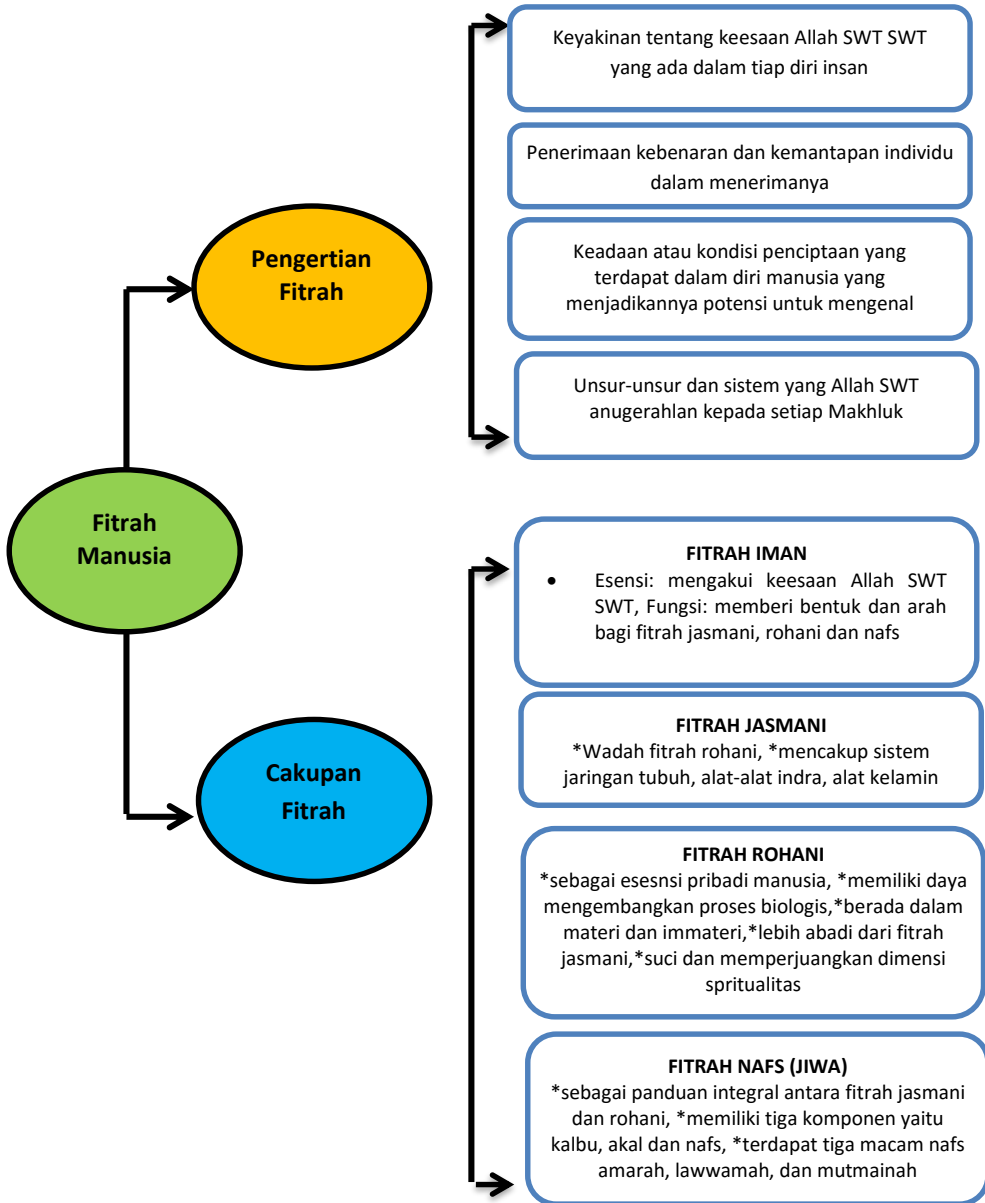 Fitrah
Manusia
Pengertian
Fitrah
Keyakinan tentang keesaan Allah SWT SWT
yang ada dalam tiap diri insan
Penerimaan kebenaran dan kemantapan individu
dalam menerimanya
Keadaan atau kondisi penciptaan yang
terdapat dalam diri manusia yang
menjadikannya potensi untuk mengenal
Unsur-unsur dan sistem yang Allah SWT
anugerahlan kepada setiap Makhluk
Cakupan
Fitrah
FITRAH IMAN
• Esensi: mengakui keesaan Allah SWT
SWT, Fungsi: memberi bentuk dan arah
bagi fitrah jasmani, rohani dan nafs
FITRAH JASMANI
*Wadah fitrah rohani, *mencakup sistem
jaringan tubuh, alat-alat indra, alat kelamin
FITRAH ROHANI
*sebagai esesnsi pribadi manusia, *memiliki daya
mengembangkan proses biologis,*berada dalam
materi dan immateri,*lebih abadi dari fitrah
jasmani,*suci dan memperjuangkan dimensi
spritualitas
FITRAH NAFS (JIWA)
*sebagai panduan integral antara fitrah jasmani
dan rohani, *memiliki tiga komponen yaitu
kalbu, akal dan nafs, *terdapat tiga macam nafs
amarah, lawwamah, dan mutmainah